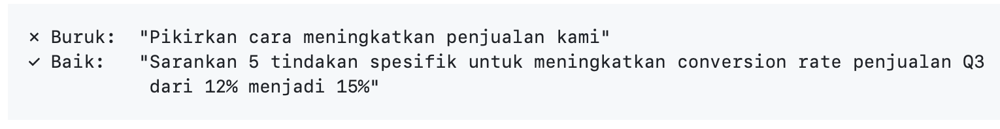 × Buruk:  "Pikirkan cara meningkatkan penjualan kami"
✓ Baik:   "Sarankan 5 tindakan spesifik untuk meningkatkan conversion rate penjualan Q3
dari 12% menjadi 15%"